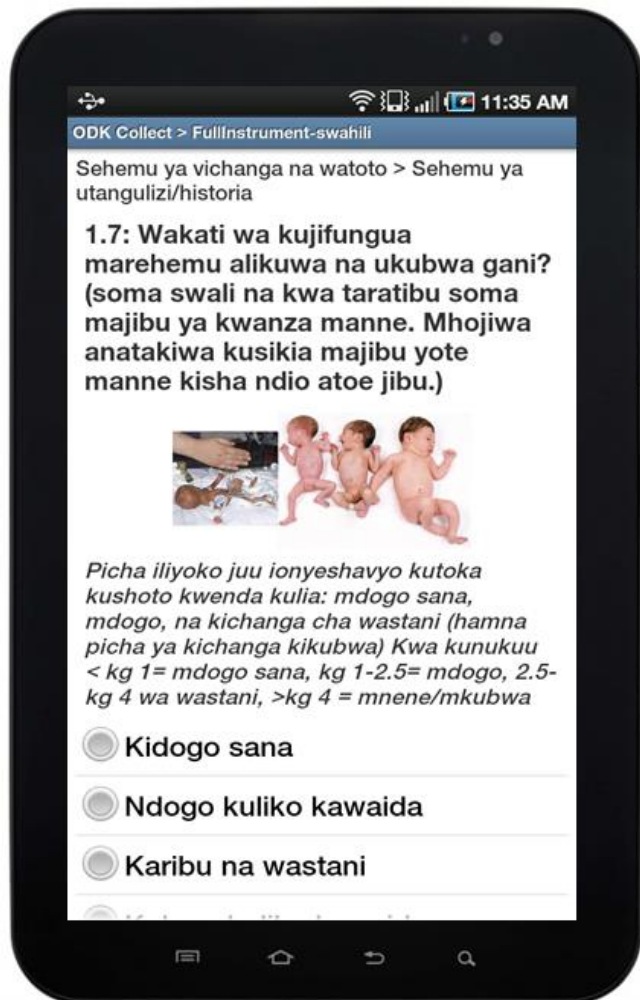 11:35 AM
ODK Collect > FullInstrument-swahili
Sehemu ya vichanga na watoto > Sehemu ya
utangulizi/historia
1.7: Wakati wa kujifungua
marehemu alikuwa na ukubwa gani?
(soma swali na kwa taratibu soma
majibu ya kwanza manne. Mhojiwa
anatakiwa kusikia majibu yote
manne kisha ndio atoe jibu.)
Picha iliyoko juu ionyeshavyo kutoka
kushoto kwenda kulia: mdogo sana,
mdogo, na kichanga cha wastani (hamna
picha ya kichanga kikubwa) Kwa kunukuu
< kg 1= mdogo sana, kg 1-2.5= mdogo, 2.5-
kg 4 wa wastani, >kg 4 = mnene/mkubwa
Kidogo sana
Ndogo kuliko kawaida
Karibu na wastani